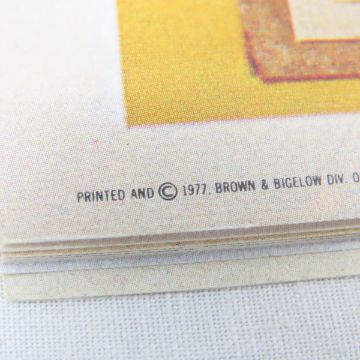 PRINTED AND © 1977, BROWN & BIGELOW DIV. O